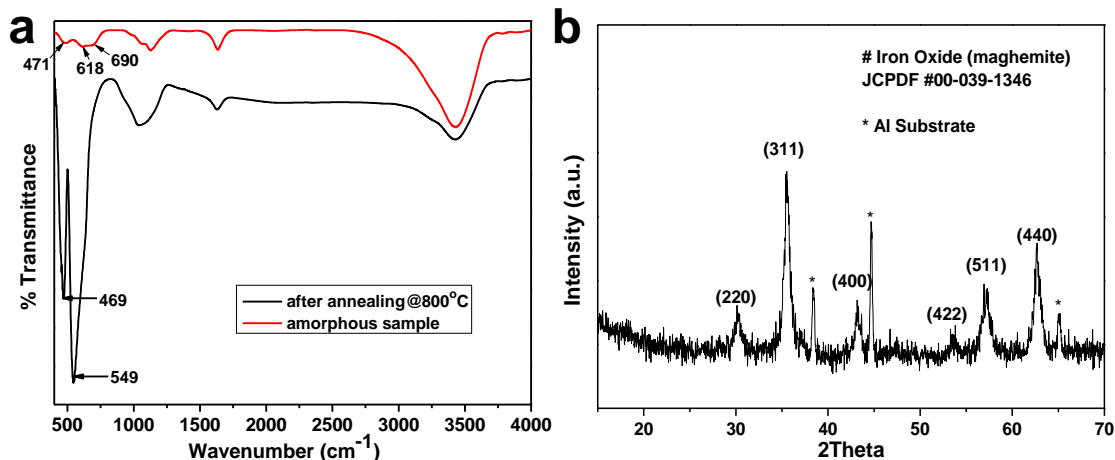 a
471
618
690
469
549
after annealing@800°C
amorphous sample
% Transmittance
500 1000 1500 2000 2500 3000 3500 4000
Wavenumber (cm-1)
b
# Iron Oxide (maghemite)
JCPDF #00-039-1346
* Al Substrate
(311)
*
(440)
(511)
(400)
(220)
*
(422)
*
Intensity (a.u.)
20 30 40 50 60 70
2Theta